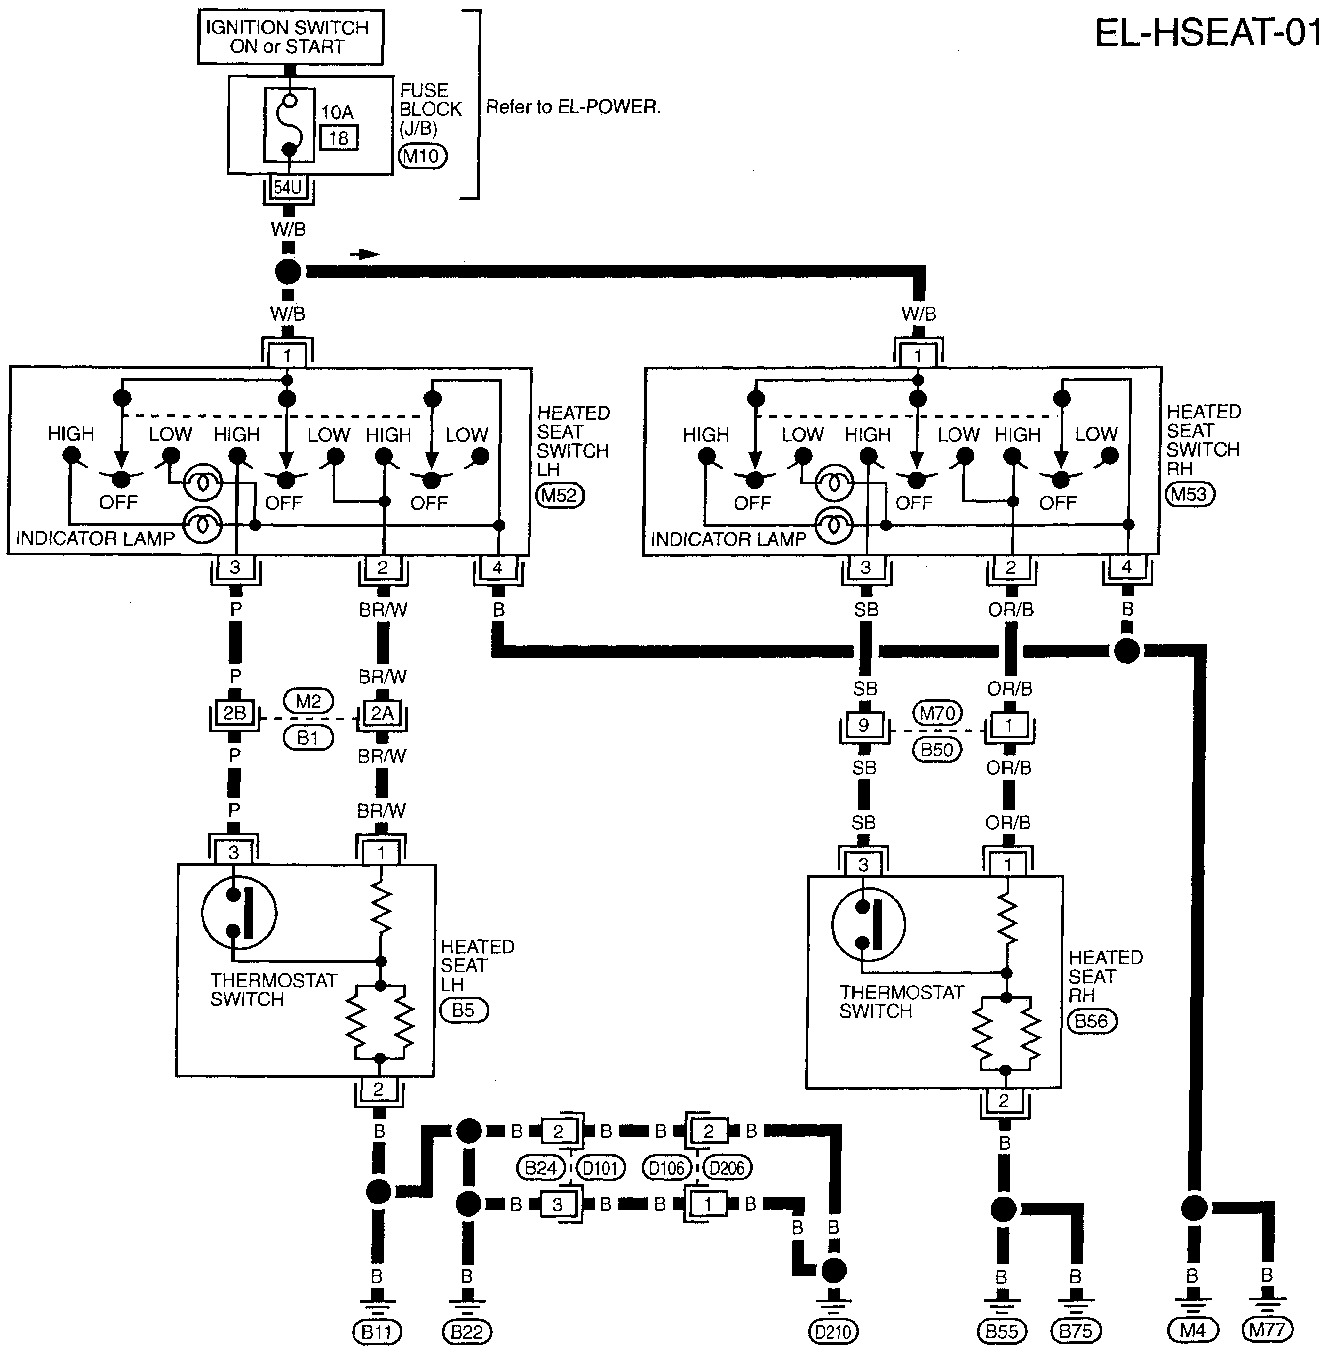 EL-HSEAT-01
IGNITION SWITCH
ON or START
10A
18
FUSE
BLOCK
(J/B)
M10
Refer to EL-POWER.
54U
W/B
W/B
W/B
1
1
HIGH
LOW
HIGH
LOW
HIGH
LOW
OFF
OFF
OFF
INDICATOR LAMP
HEATED
SEAT
SWITCH
LH
M52
HIGH
LOW
HIGH
LOW
HIGH
LOW
OFF
OFF
OFF
INDICATOR LAMP
HEATED
SEAT
SWITCH
RH
M53
3
2
4
3
2
4
P
BR/W
B
SB
OR/B
B
P
BR/W
SB
OR/B
2B
M2
B1
2A
9
M70
B50
1
P
BR/W
SB
OR/B
P
BR/W
SB
OR/B
3
1
3
1
THERMOSTAT
SWITCH
HEATED
SEAT
LH
B5
THERMOSTAT
SWITCH
HEATED
SEAT
RH
B56
2
2
B
B
B
2
B
B
2
B
B24
D101
D106
D206
B
3
B
B
1
B
B
B
B
B
B
B
B
B
B11
B22
D210
B55
B75
M4
M77